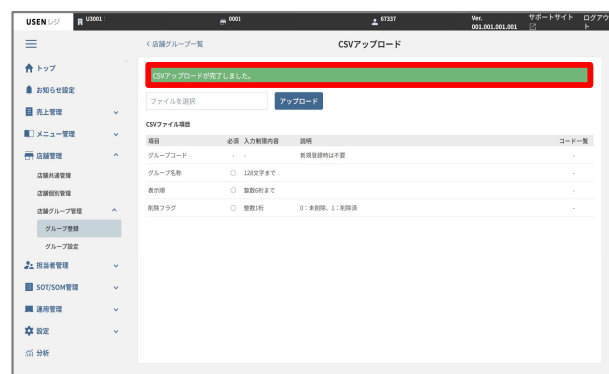 USEN レジ U3001 : 0001 67337 Ver. サポートサイト ログアウ
001.001.001.001 ト
く 店舗グループ一覧 CSVアップロード
トップ
CSVアップロードが完了しました。
お知らせ設定
ファイルを選択 アップロード
売上管理
CSVファイル項目
メニュー管理
項目 必須 入力制限内容 説明 コード一覧
店舗管理
グループコード - - 新規登録時は不要 -
店舗共通管理
グループ名称 〇 128文字まで -
店舗個別管理
表示順 〇 整数6桁まで -
店舗グループ管理
削除フラグ 〇 整数1桁 0:未削除、1:削除済 -
グループ登録
グループ設定
担当者管理
SOT/SOM管理
運用管理
設定
分析